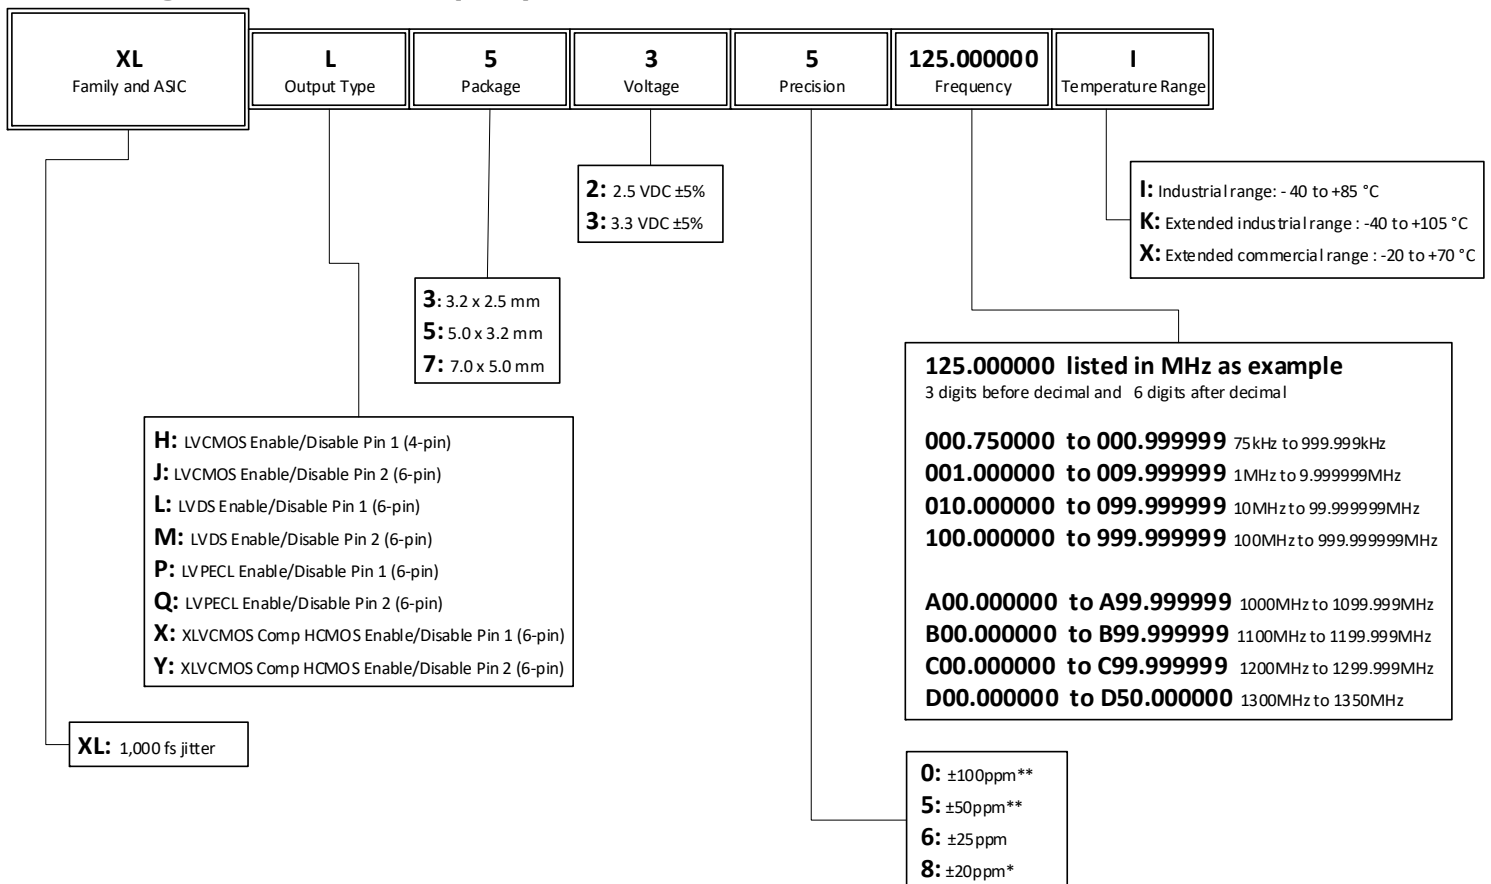 XL
Family and ASIC
L
Output Type
5
Package
3
Voltage
5
Precision
125.000000
Frequency
I
Temperature Range
2: 2.5 VDC ±5%
3: 3.3 VDC ±5%
I: Industrial range: - 40 to +85 °C
K: Extended industrial range : -40 to +105 °C
X: Extended commercial range : -20 to +70 °C
3: 3.2 x 2.5 mm
5: 5.0 x 3.2 mm
7: 7.0 x 5.0 mm
125.000000 listed in MHz as example
3 digits before decimal and 6 digits after decimal
000.750000 to 000.999999 75kHz to 999.999kHz
001.000000 to 009.999999 1MHz to 9.999999MHz
010.000000 to 099.999999 10MHz to 99.999999MHz
100.000000 to 999.999999 100MHz to 999.999999MHz
A00.000000 to A99.999999 1000MHz to 1099.999MHz
B00.000000 to B99.999999 1100MHz to 1199.999MHz
C00.000000 to C99.999999 1200MHz to 1299.999MHz
D00.000000 to D50.000000 1300MHz to 1350MHz
H: LVCMOS Enable/Disable Pin 1 (4-pin)
J: LVCMOS Enable/Disable Pin 2 (6-pin)
L: LVDS Enable/Disable Pin 1 (6-pin)
M: LVDS Enable/Disable Pin 2 (6-pin)
P: LVPECL Enable/Disable Pin 1 (6-pin)
Q: LVPECL Enable/Disable Pin 2 (6-pin)
X: XLVCMOS Comp HCMOS Enable/Disable Pin 1 (6-pin)
Y: XLVCMOS Comp HCMOS Enable/Disable Pin 2 (6-pin)
XL: 1,000 fs jitter
0: ±100ppm**
5: ±50ppm**
6: ±25ppm
8: ±20ppm*